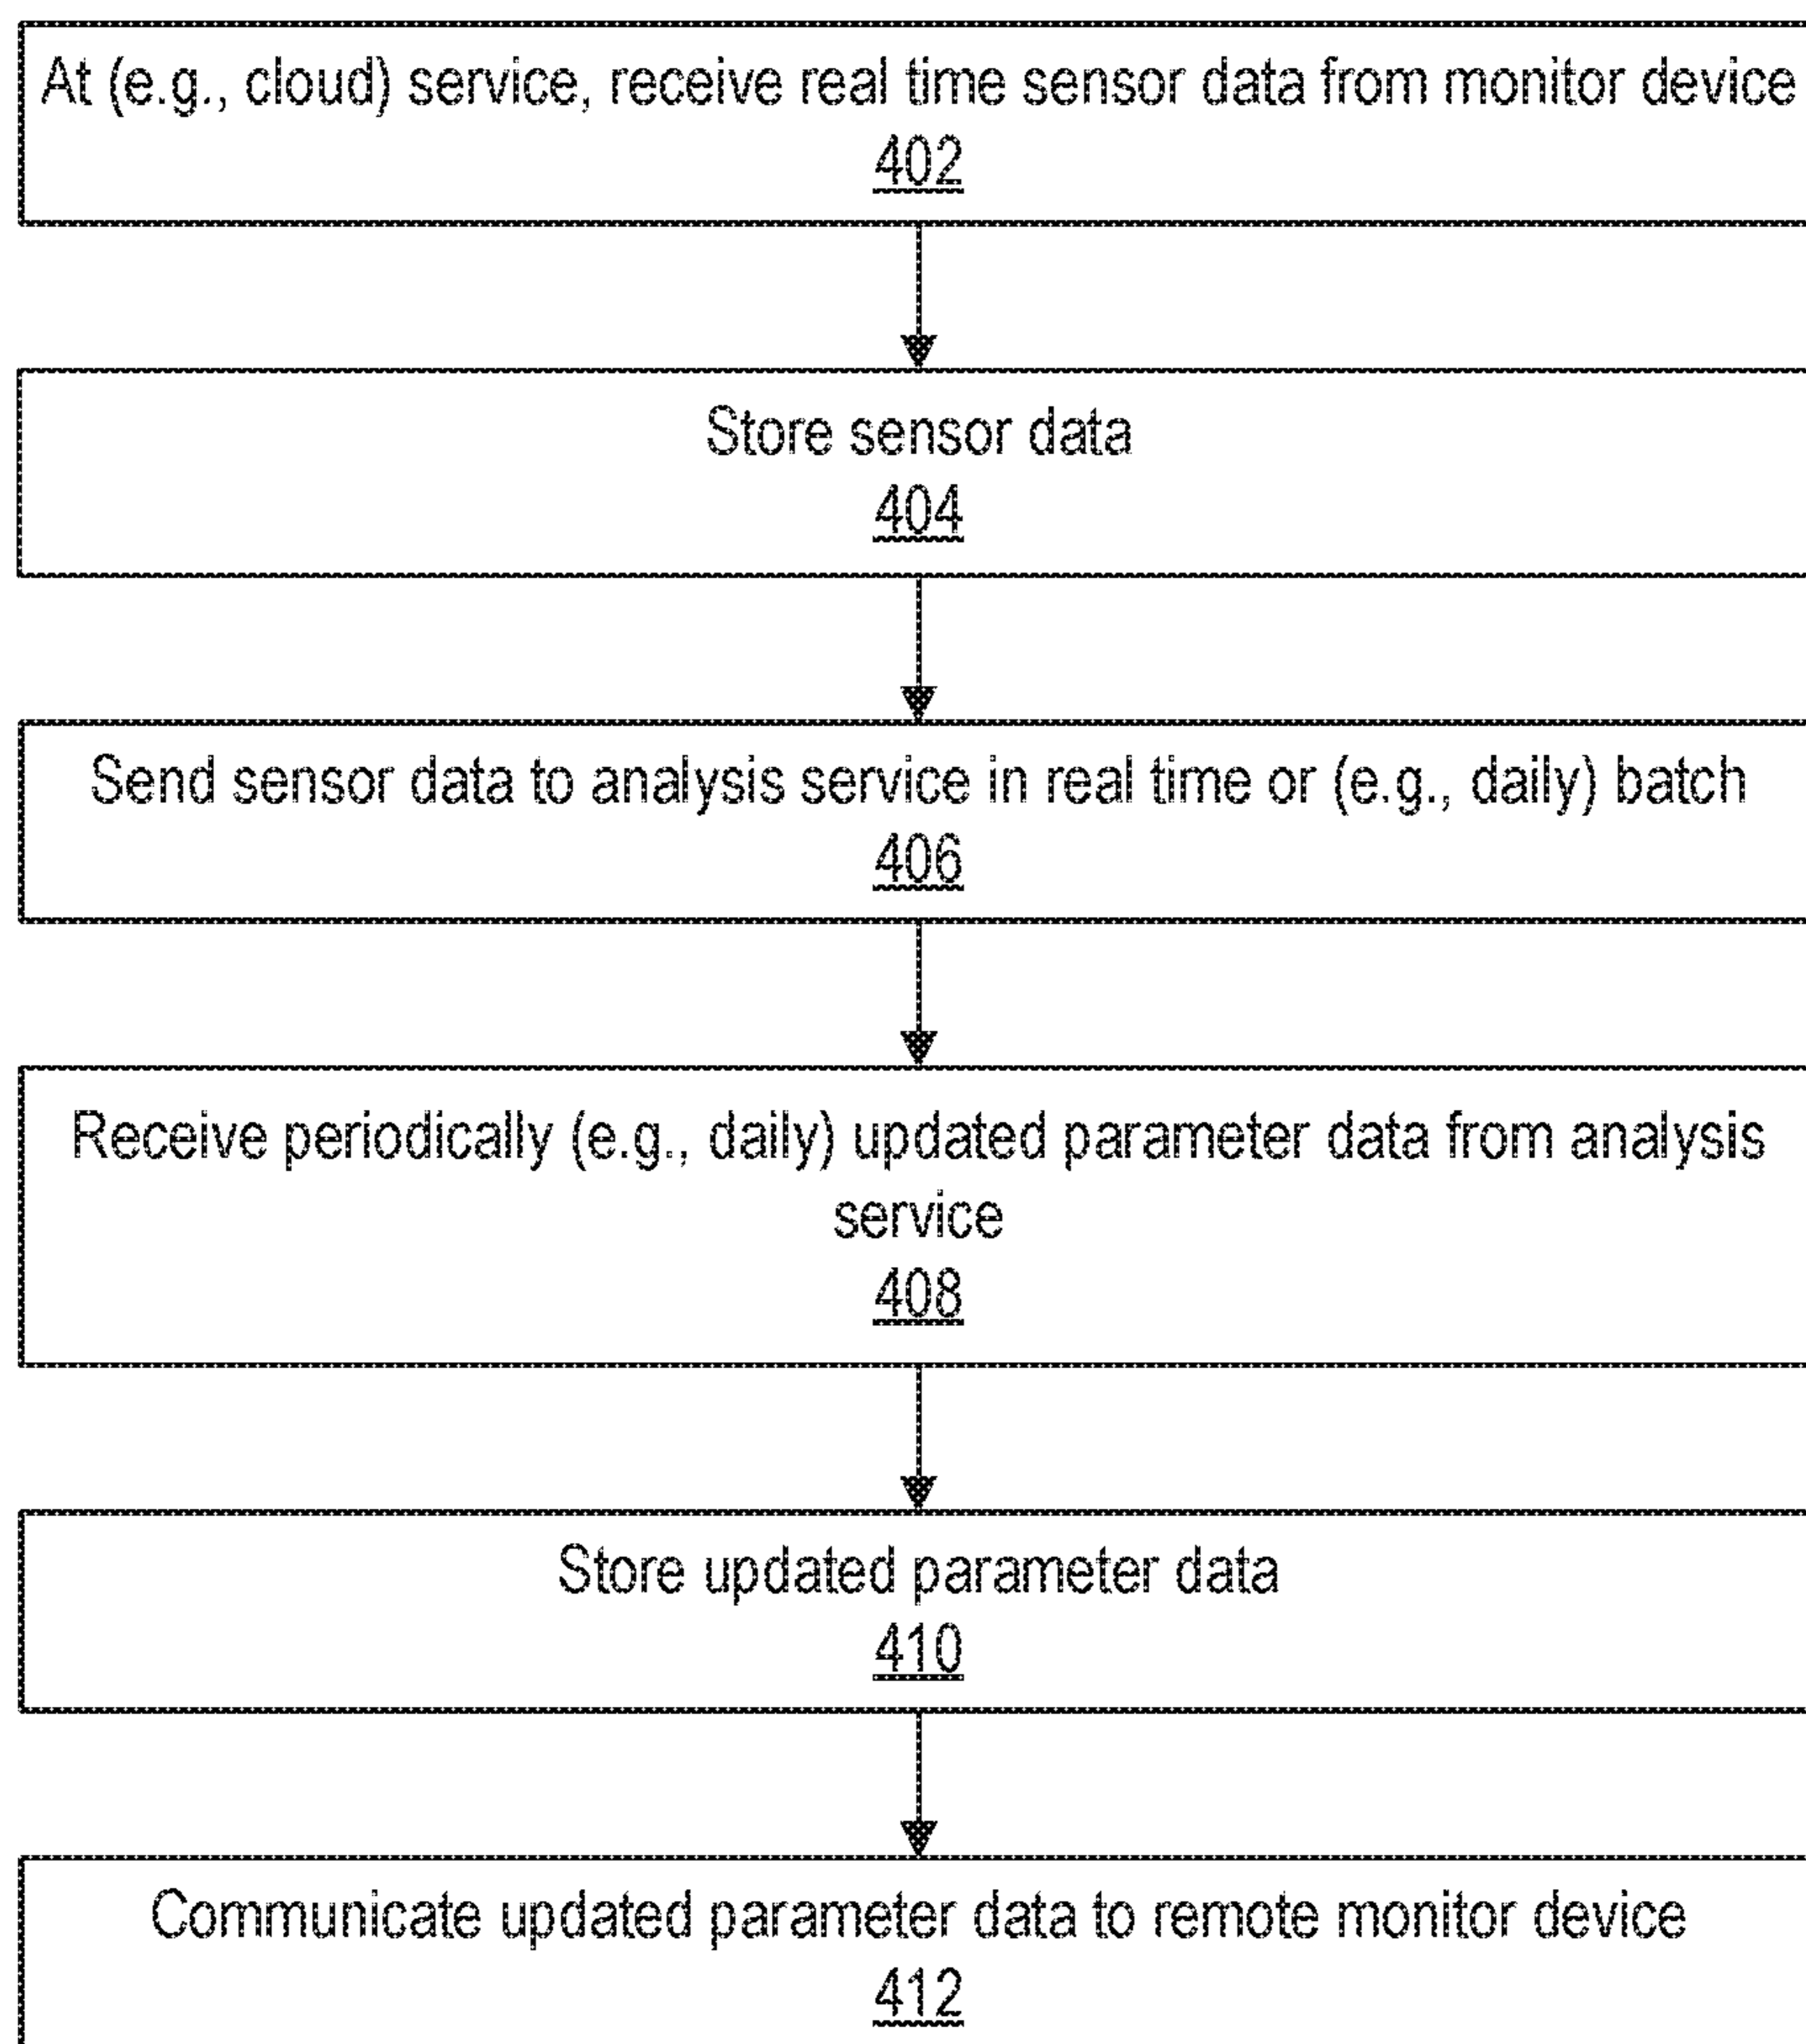 At (e.g., cloud) service, receive real time sensor data from monitor device
402
Store sensor data
404
Send sensor data to analysis service in real time or (e.g., daily) batch
406
Receive periodically (e.g., daily) updated parameter data from analysis
service
408
Store updated parameter data
410
Communicate updated parameter data to remote monitor device
412